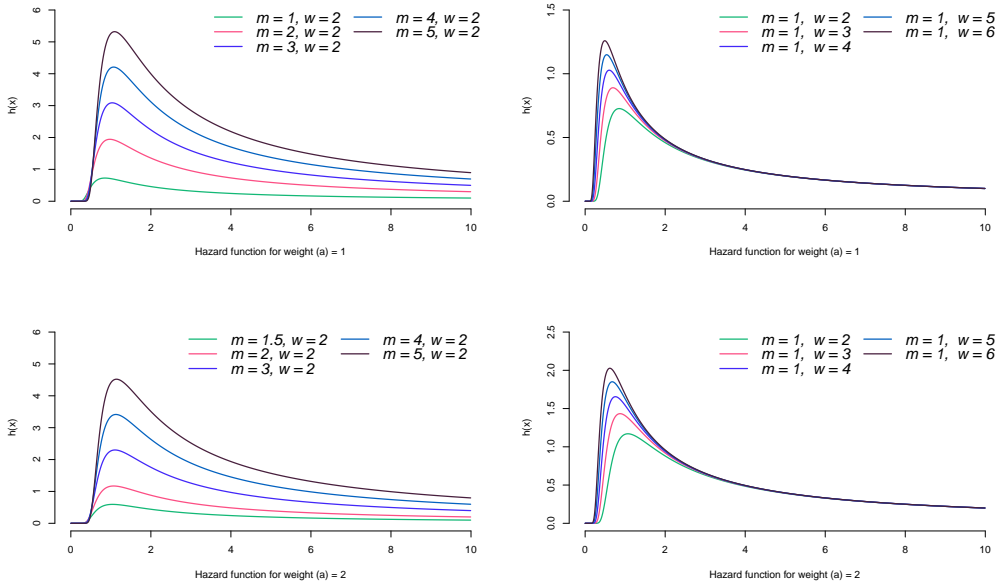 m = 1, w = 2 m = 4, w = 2
m = 2, w = 2 m = 5, w = 2
m = 3, w = 2
h(x)
0 1 2 3 4 5 6
0 2 4 6 8 10
Hazard function for weight (a) = 1
m = 1, w = 2 m = 1, w = 5
m = 1, w = 3 m = 1, w = 6
m = 1, w = 4
h(x)
0.0 0.5 1.0 1.5
0 2 4 6 8 10
Hazard function for weight (a) = 1
m = 1.5, w = 2 m = 4, w = 2
m = 2, w = 2 m = 5, w = 2
m = 3, w = 2
h(x)
0 1 2 3 4 5 6
0 2 4 6 8 10
Hazard function for weight (a) = 2
m = 1, w = 2 m = 1, w = 5
m = 1, w = 3 m = 1, w = 6
m = 1, w = 4
h(x)
0.0 0.5 1.0 1.5 2.0 2.5
0 2 4 6 8 10
Hazard function for weight (a) = 2